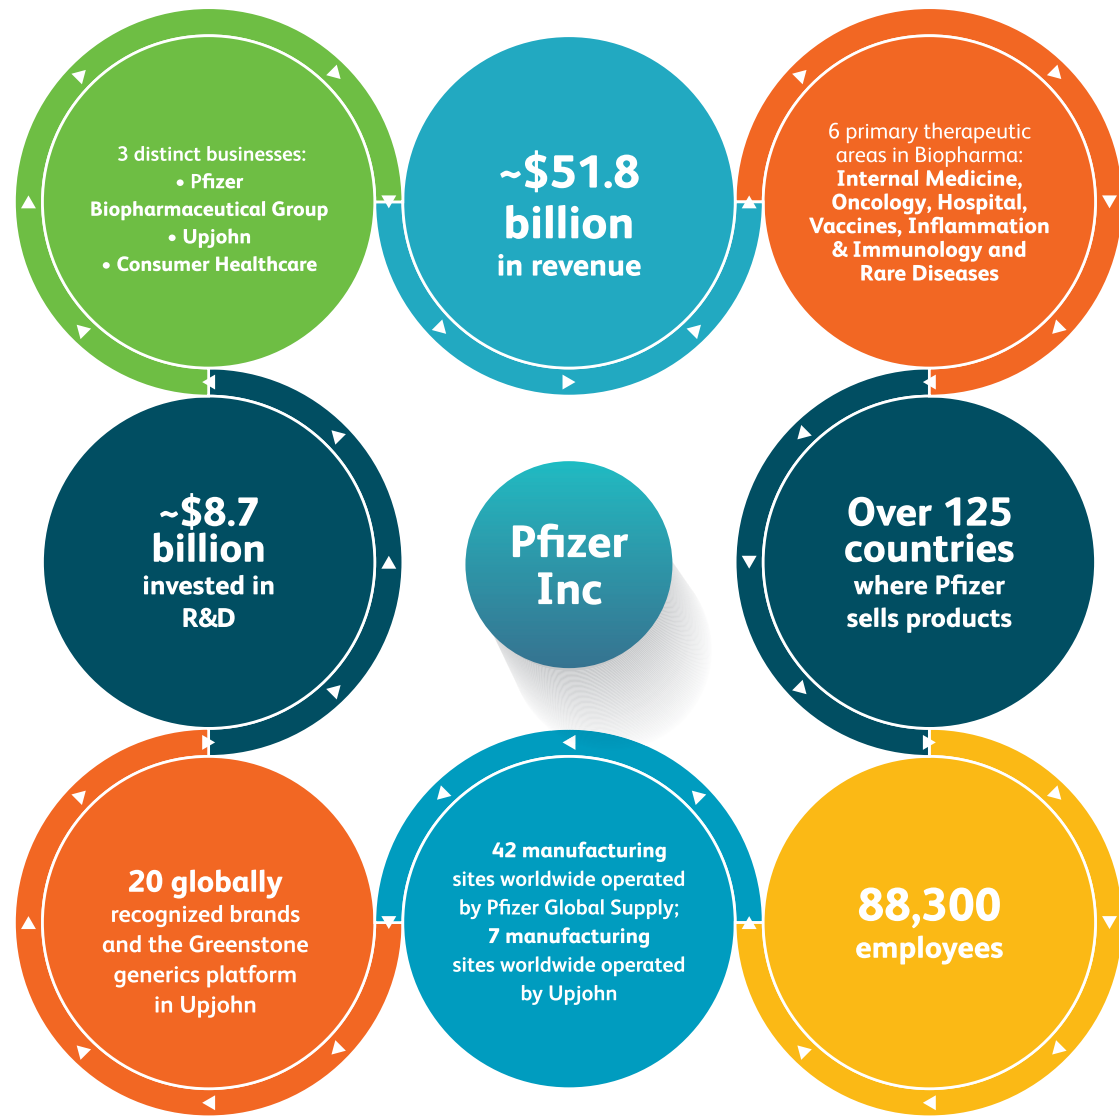 3 distinct businesses:
• Pfizer
Biopharmaceutical Group
• Upjohn
• Consumer Healthcare
~$51.8
billion
in revenue
6 primary therapeutic
areas in Biopharma:
Internal Medicine,
Oncology, Hospital,
Vaccines, Inflammation
& Immunology and
Rare Diseases
~$8.7
billion
invested in
R&D
Pfizer
Inc
Over 125
countries
where Pfizer
sells products
20 globally
recognized brands
and the Greenstone
generics platform
in Upjohn
42 manufacturing
sites worldwide operated
by Pfizer Global Supply;
7 manufacturing
sites worldwide operated
by Upjohn
88,300
employees